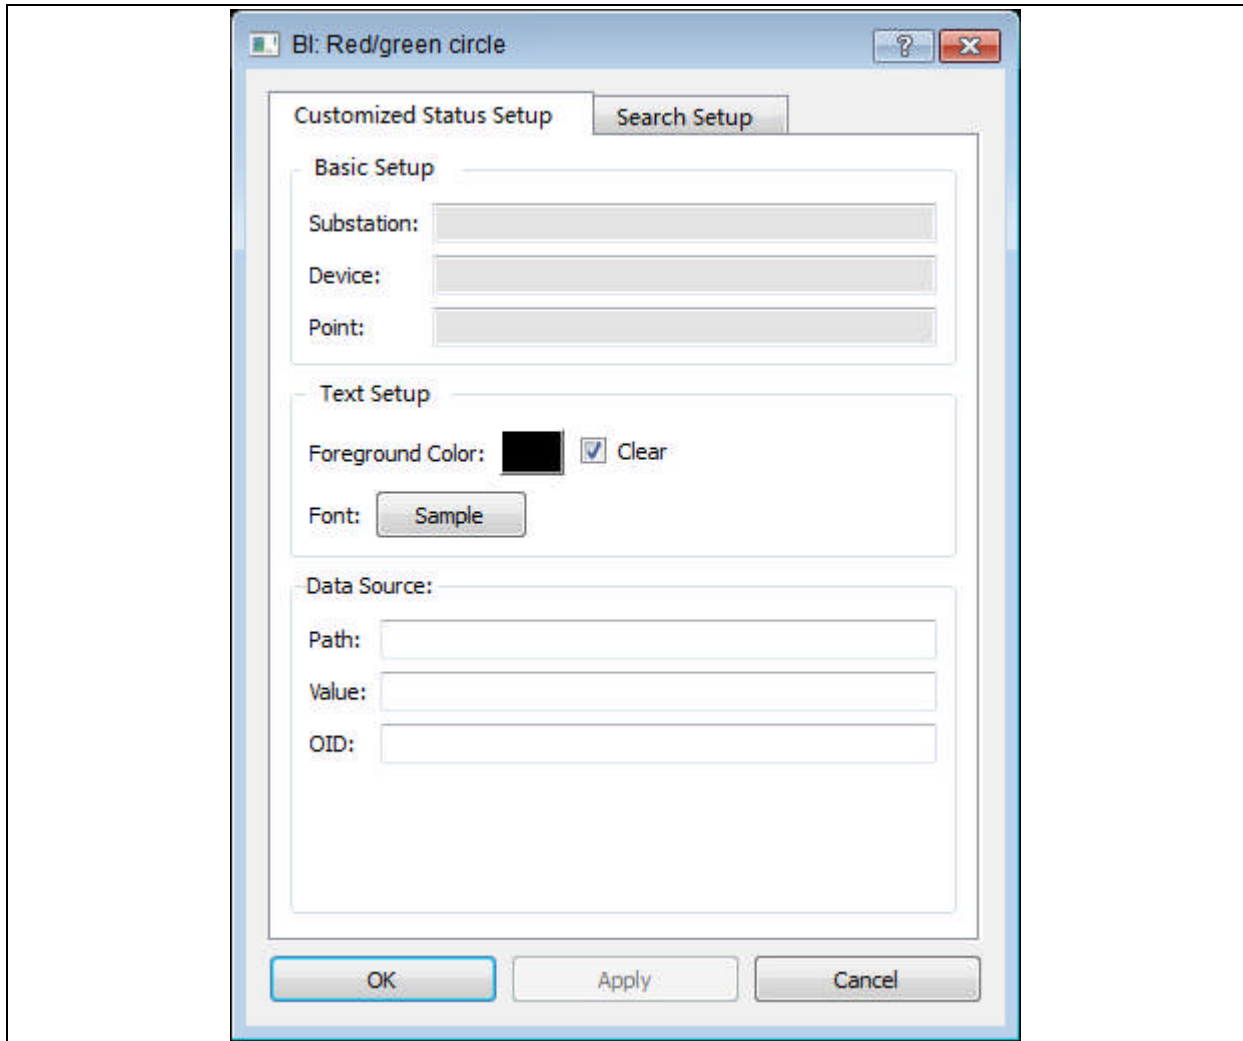 BI: Red/green circle
Customized Status Setup
Search Setup
Basic Setup
Substation:
Device:
Point:
Text Setup
Foreground Color:
Clear
Font:
Sample
Data Source:
Path:
Value:
OID:
OK
Apply
Cancel